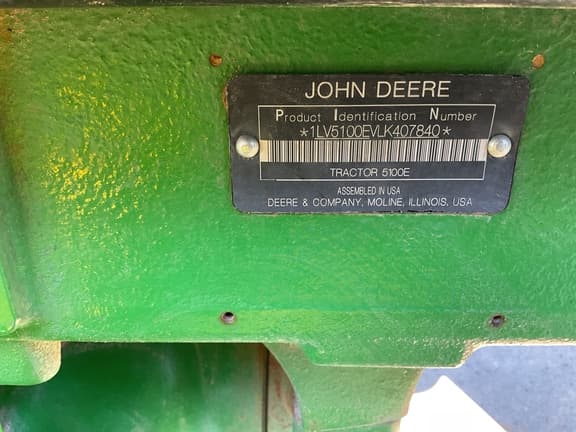 JOHN DEERE
Product Identification Number
*1LV5100EVLK407840*
TRACTOR 5100E
ASSEMBLED IN USA
DEERE & COMPANY, MOLINE, ILLINOIS, USA